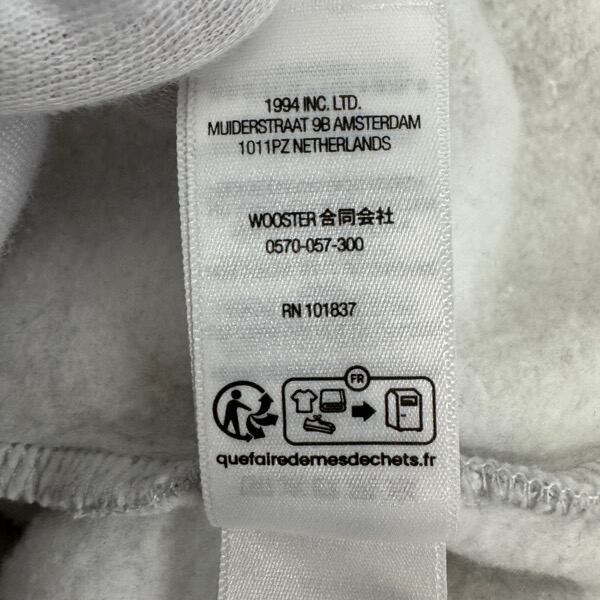 1994 INC. LTD.
MUIDERSTRAAT 9B AMSTERDAM
1011PZ NETHERLANDS
WOOSTER 合同会社
0570-057-300
RN 101837
FR
quefairedemesdechets.fr